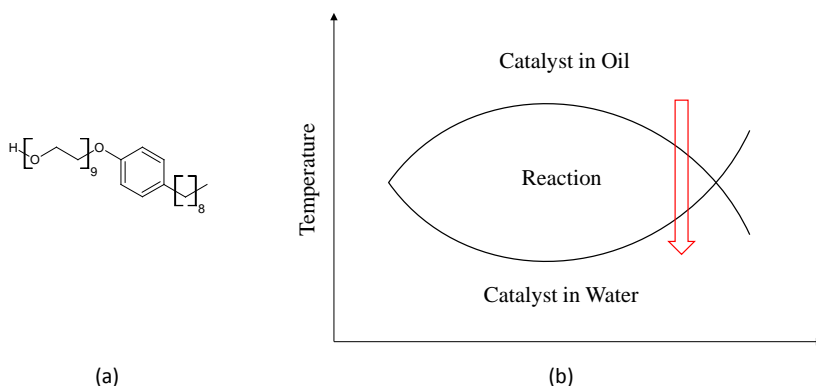 H
O
9
O
8
Temperature
Catalyst in Oil
Reaction
Catalyst in Water
(a)
(b)